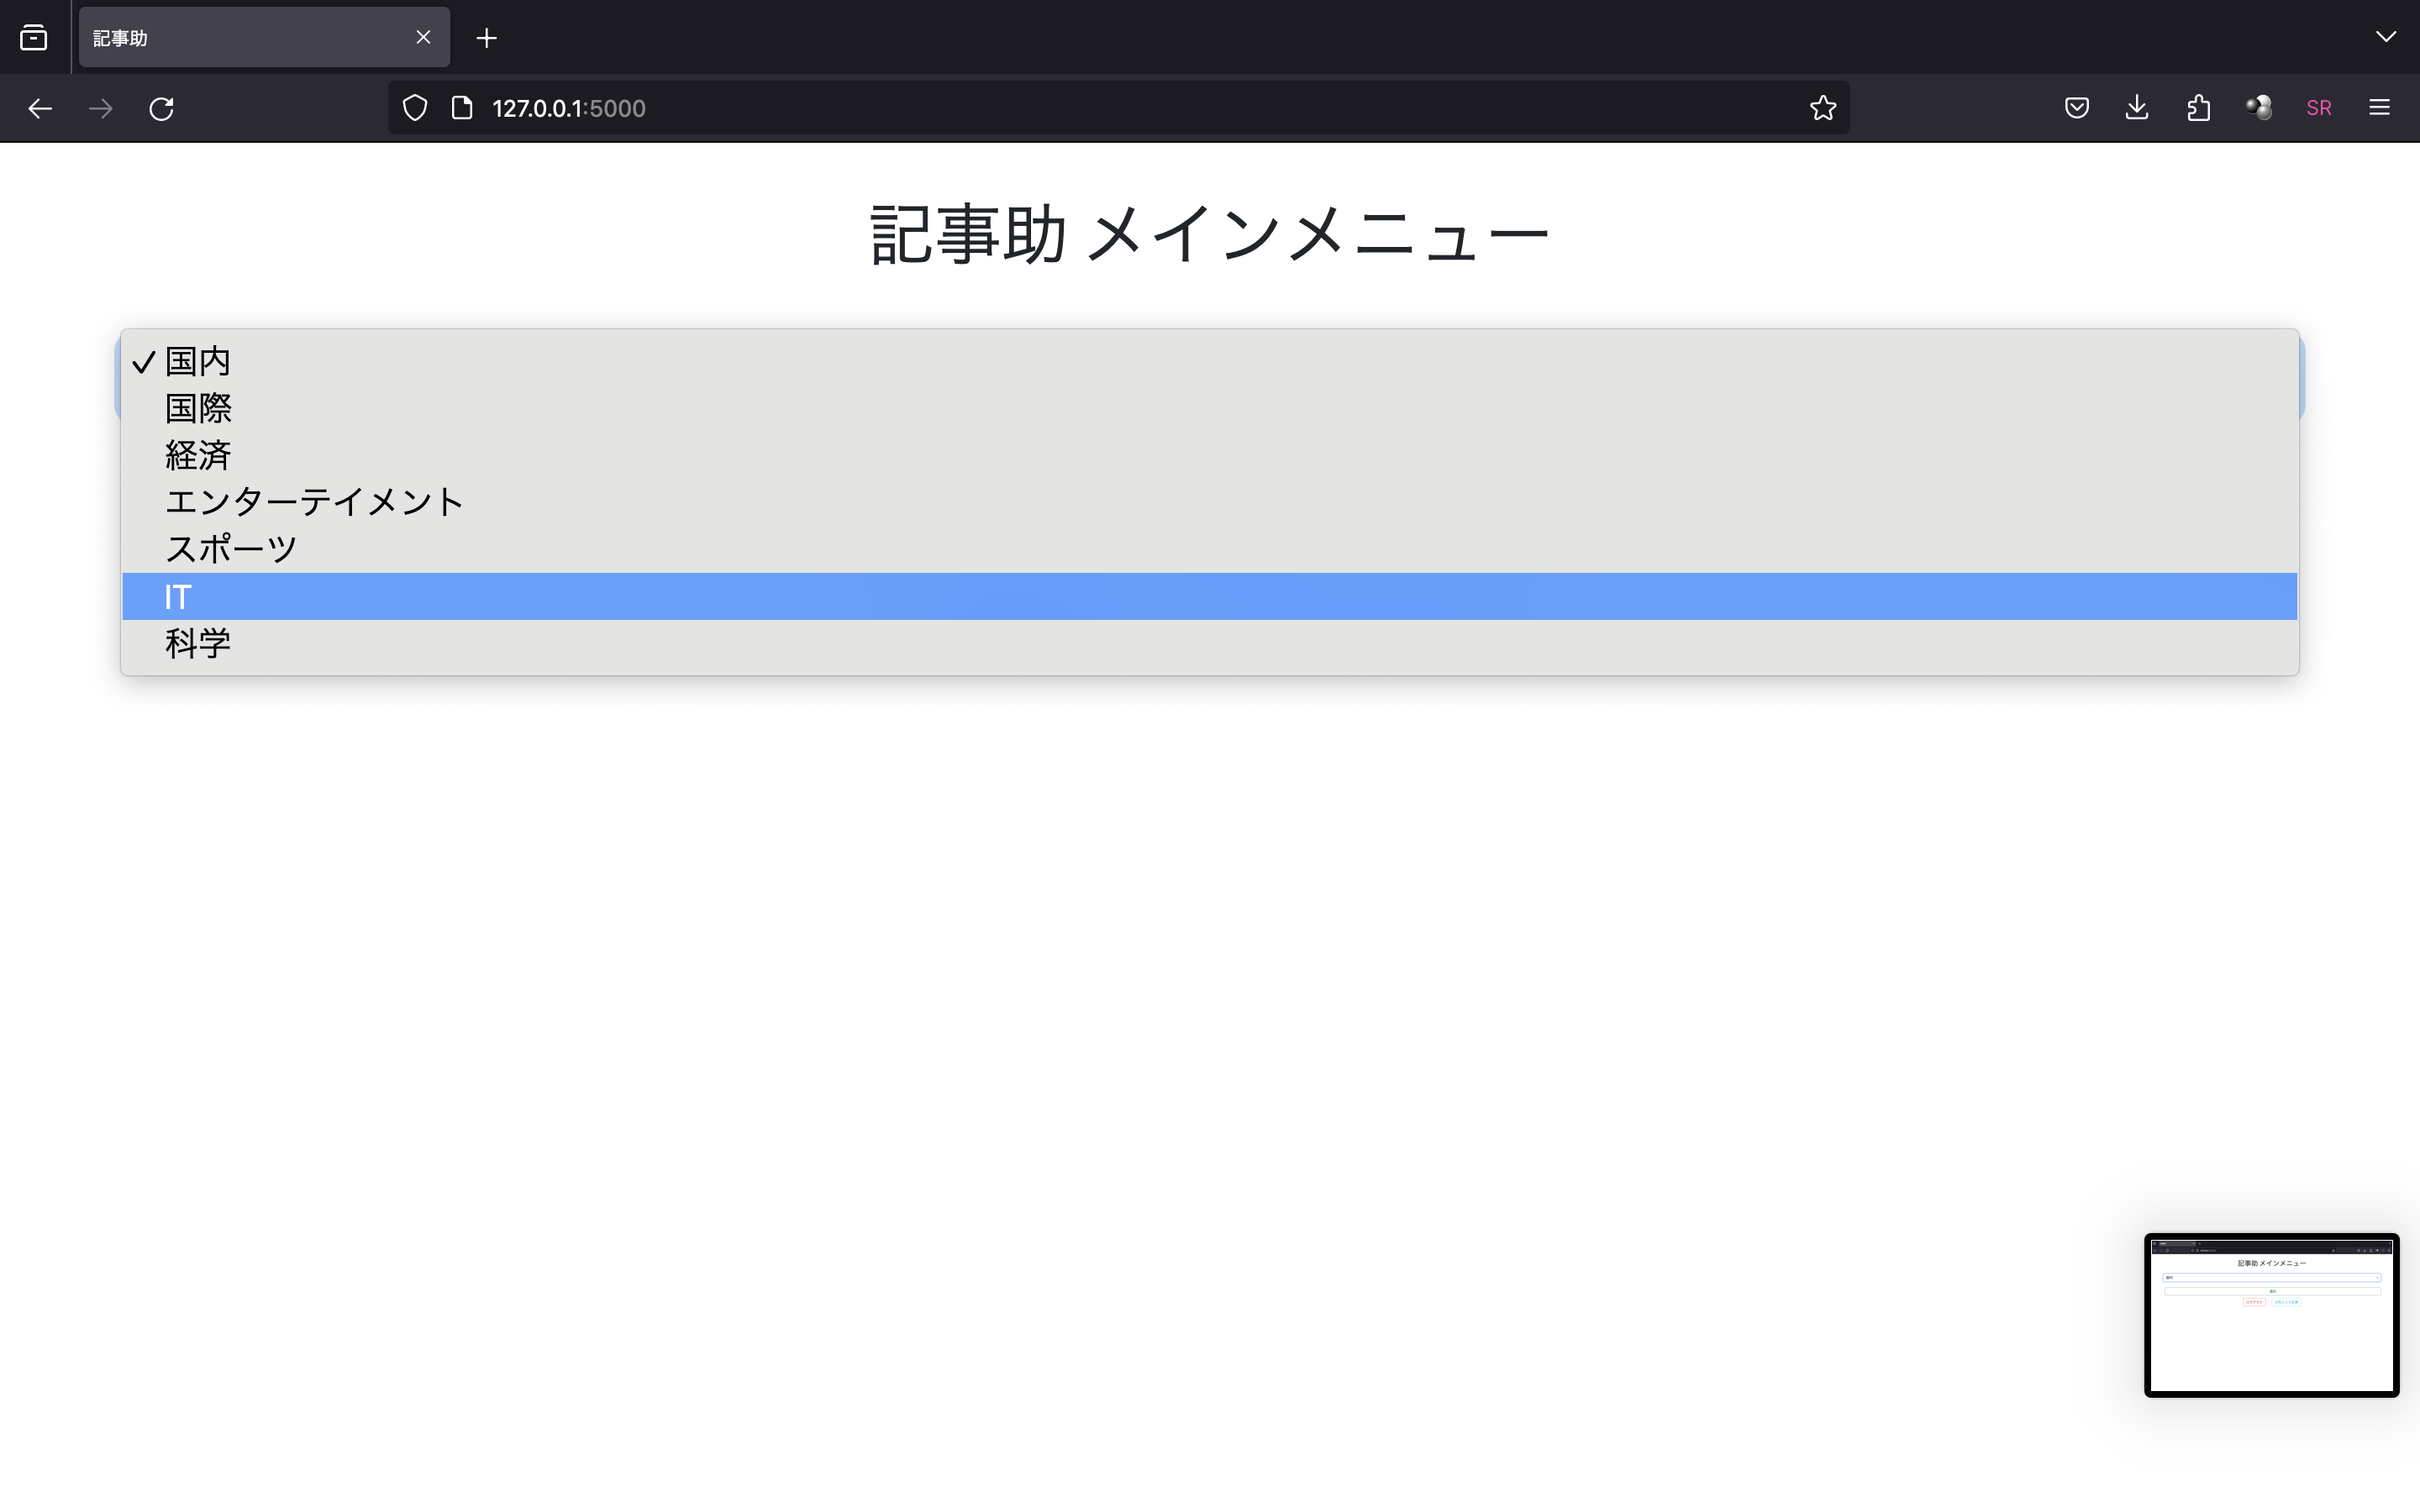 記事助
127.0.0.1:5000
SR
記事助 メインメニュー
国内
国際
経済
エンターテイメント
スポーツ
IT
科学
記事助 メインメニュー